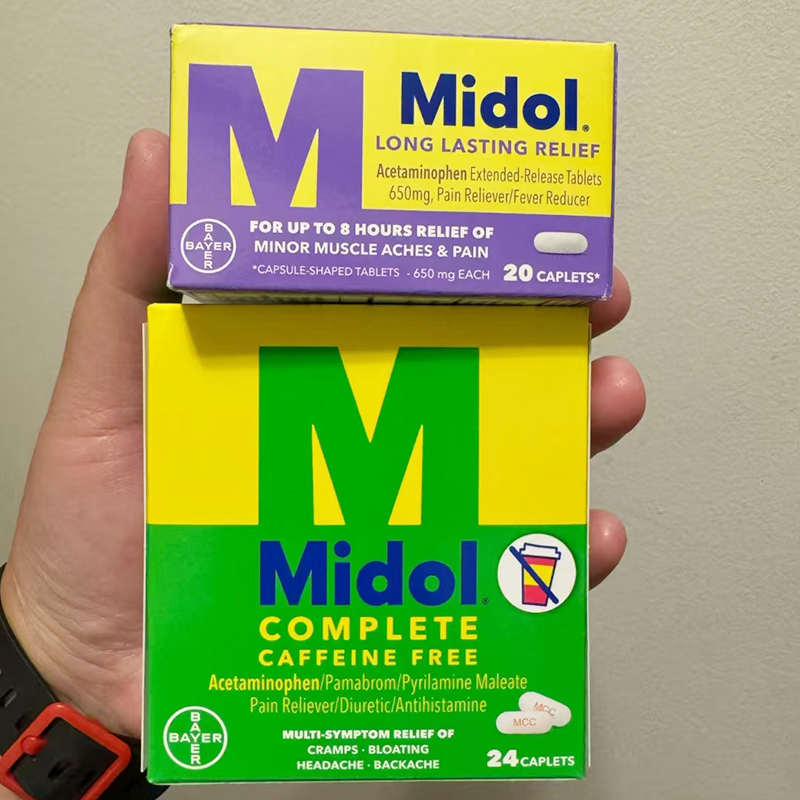 M
Midol®
LONG LASTING RELIEF
Acetaminophen Extended-Release Tablets
650mg, Pain Reliever/Fever Reducer
BAYER
BAYER
FOR UP TO 8 HOURS RELIEF OF
MINOR MUSCLE ACHES & PAIN
*CAPSULE-SHAPED TABLETS - 650 mg EACH
20 CAPLETS*
M
Midol®
COMPLETE
CAFFEINE FREE
Acetaminophen/Pamabrom/Pyrilamine Maleate
Pain Reliever/Diuretic/Antihistamine
BAYER
BAYER
MULTI-SYMPTOM RELIEF OF
CRAMPS · BLOATING
HEADACHE · BACKACHE
MCC
MCC
24 CAPLETS